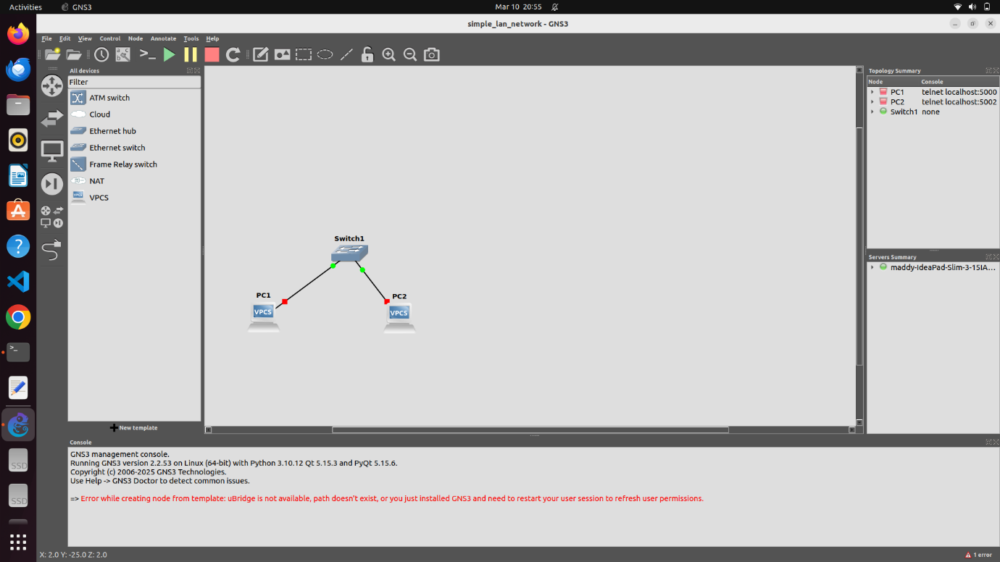 Activities
GNS3
Mar 10 20:55
simple_lan_network - GNS3
File Edit View Control Node Annotate Tools Help
All devices
Filter
ATM switch
Cloud
Ethernet hub
Ethernet switch
Frame Relay switch
NAT
VPCS
New template
Switch1
PC1
PC2
VPCS
VPCS
Topology Summary
Node Console
PC1 telnet localhost:5000
PC2 telnet localhost:5002
Switch1 none
Servers Summary
maddy-IdeaPad-Slim-3-15IA...
Console
GNS3 management console.
Running GNS3 version 2.2.53 on Linux (64-bit) with Python 3.10.12 Qt 5.15.3 and PyQt 5.15.6.
Copyright (c) 2006-2025 GNS3 Technologies.
Use Help -> GNS3 Doctor to detect common issues.
=> Error while creating node from template: uBridge is not available, path doesn't exist, or you just installed GNS3 and need to restart your user session to refresh user permissions.
SSD
SSD
X: 2.0 Y: -25.0 Z: 2.0
1 error